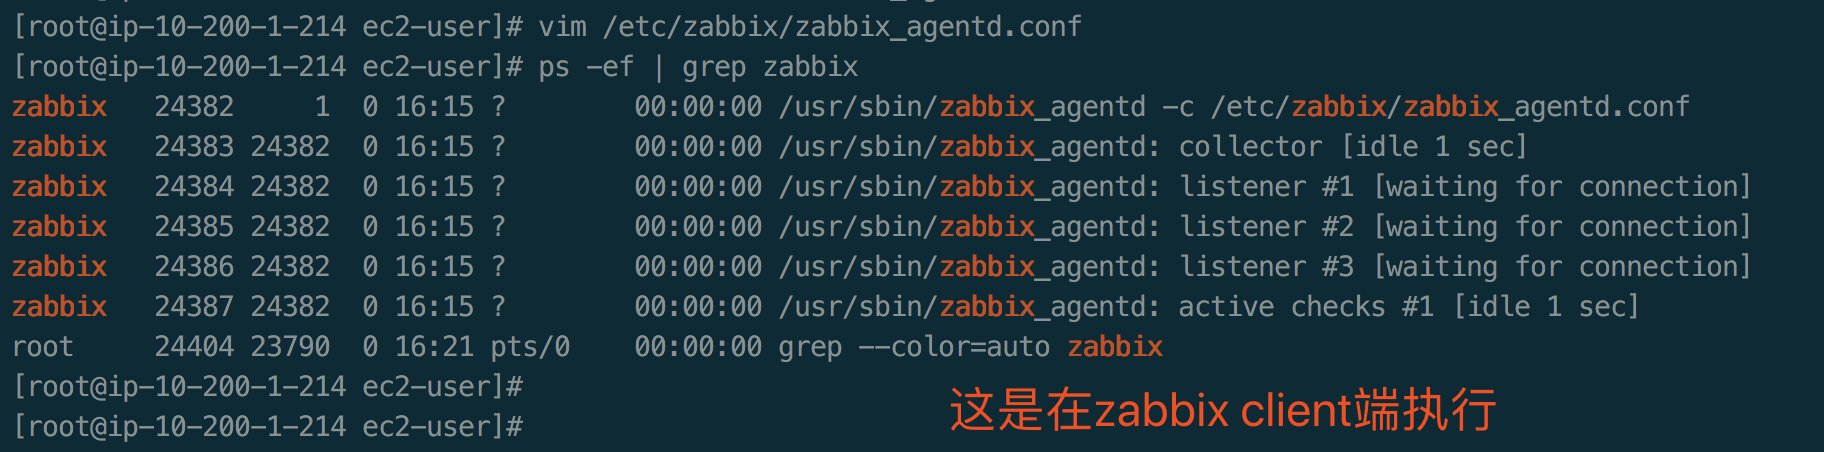 [root@ip-10-200-1-214 ec2-user]# vim /etc/zabbix/zabbix_agentd.conf
[root@ip-10-200-1-214 ec2-user]# ps -ef | grep zabbix
zabbix   24382     1  0 16:15 ?        00:00:00 /usr/sbin/zabbix_agentd -c /etc/zabbix/zabbix_agentd.conf
zabbix   24383 24382  0 16:15 ?        00:00:00 /usr/sbin/zabbix_agentd: collector [idle 1 sec]
zabbix   24384 24382  0 16:15 ?        00:00:00 /usr/sbin/zabbix_agentd: listener #1 [waiting for connection]
zabbix   24385 24382  0 16:15 ?        00:00:00 /usr/sbin/zabbix_agentd: listener #2 [waiting for connection]
zabbix   24386 24382  0 16:15 ?        00:00:00 /usr/sbin/zabbix_agentd: listener #3 [waiting for connection]
zabbix   24387 24382  0 16:15 ?        00:00:00 /usr/sbin/zabbix_agentd: active checks #1 [idle 1 sec]
root     24404 23790  0 16:21 pts/0    00:00:00 grep --color=auto zabbix
[root@ip-10-200-1-214 ec2-user]#
这是在zabbix client端执行
[root@ip-10-200-1-214 ec2-user]#